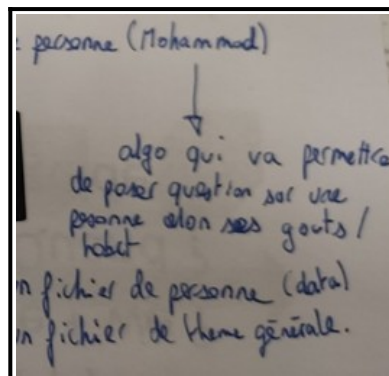 personne (Mohammad)
algo qui va permettre
de poser question sur une
personne selon ses gouts /
habit
n fichier de personne (data)
n fichier de theme générale.